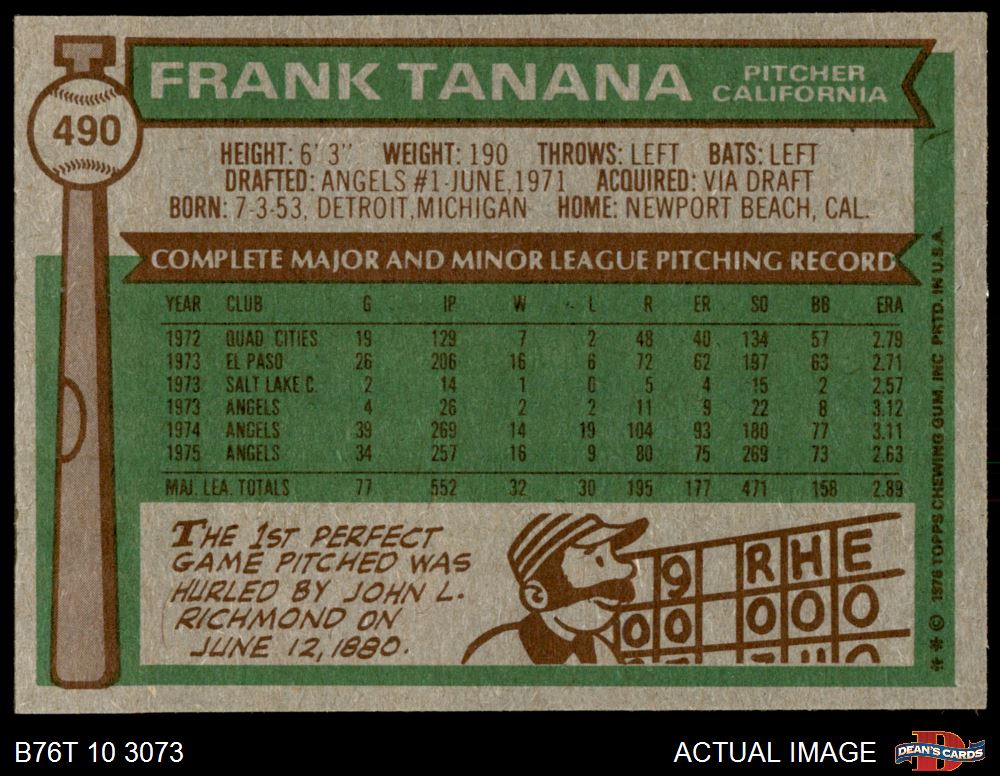 FRANK TANANA
PITCHER
CALIFORNIA
490
HEIGHT: 6' 3" WEIGHT: 190 THROWS: LEFT BATS: LEFT
DRAFTED: ANGELS #1-JUNE, 1971 ACQUIRED: VIA DRAFT
BORN: 7-3-53, DETROIT, MICHIGAN HOME: NEWPORT BEACH, CAL.
COMPLETE MAJOR AND MINOR LEAGUE PITCHING RECORD
YEAR CLUB G IP W L R ER SO BB ERA
1972 QUAD CITIES 19 129 7 2 48 40 134 57 2.79
1973 EL PASO 26 206 16 6 72 62 197 63 2.71
1973 SALT LAKE C. 2 14 1 0 5 4 15 2 2.57
1973 ANGELS 4 26 2 2 11 9 22 8 3.12
1974 ANGELS 39 269 14 19 104 93 180 77 3.11
1975 ANGELS 34 257 16 9 80 75 269 73 2.63
MAJ. LEA. TOTALS 77 552 32 30 195 177 471 158 2.89
THE 1ST PERFECT
GAME PITCHED WAS
HURLED BY JOHN L.
RICHMOND ON
JUNE 12, 1880.
9 R H E
0 0 0 0 0
** © 1976 TOPPS CHEWING GUM, INC. PRTD. IN U.S.A.
B76T 10 3073
ACTUAL IMAGE
DEAN'S CARDS